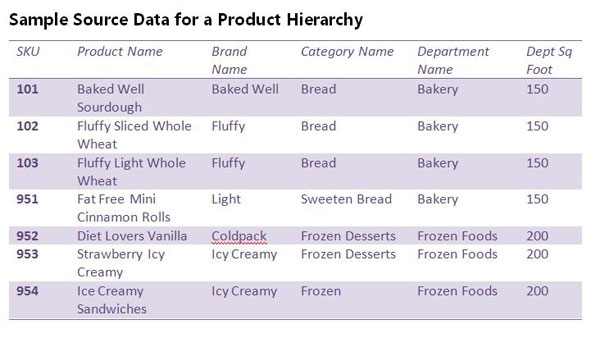 Sample Source Data for a Product Hierarchy
SKU Product Name Brand Name Category Name Department Name Dept Sq Foot
101 Baked Well Sourdough Baked Well Bread Bakery 150
102 Fluffy Sliced Whole Wheat Fluffy Bread Bakery 150
103 Fluffy Light Whole Wheat Fluffy Bread Bakery 150
951 Fat Free Mini Cinnamon Rolls Light Sweeten Bread Bakery 150
952 Diet Lovers Vanilla Coldpack Frozen Desserts Frozen Foods 200
953 Strawberry Icy Creamy Icy Creamy Frozen Desserts Frozen Foods 200
954 Ice Creamy Sandwiches Icy Creamy Frozen Frozen Foods 200